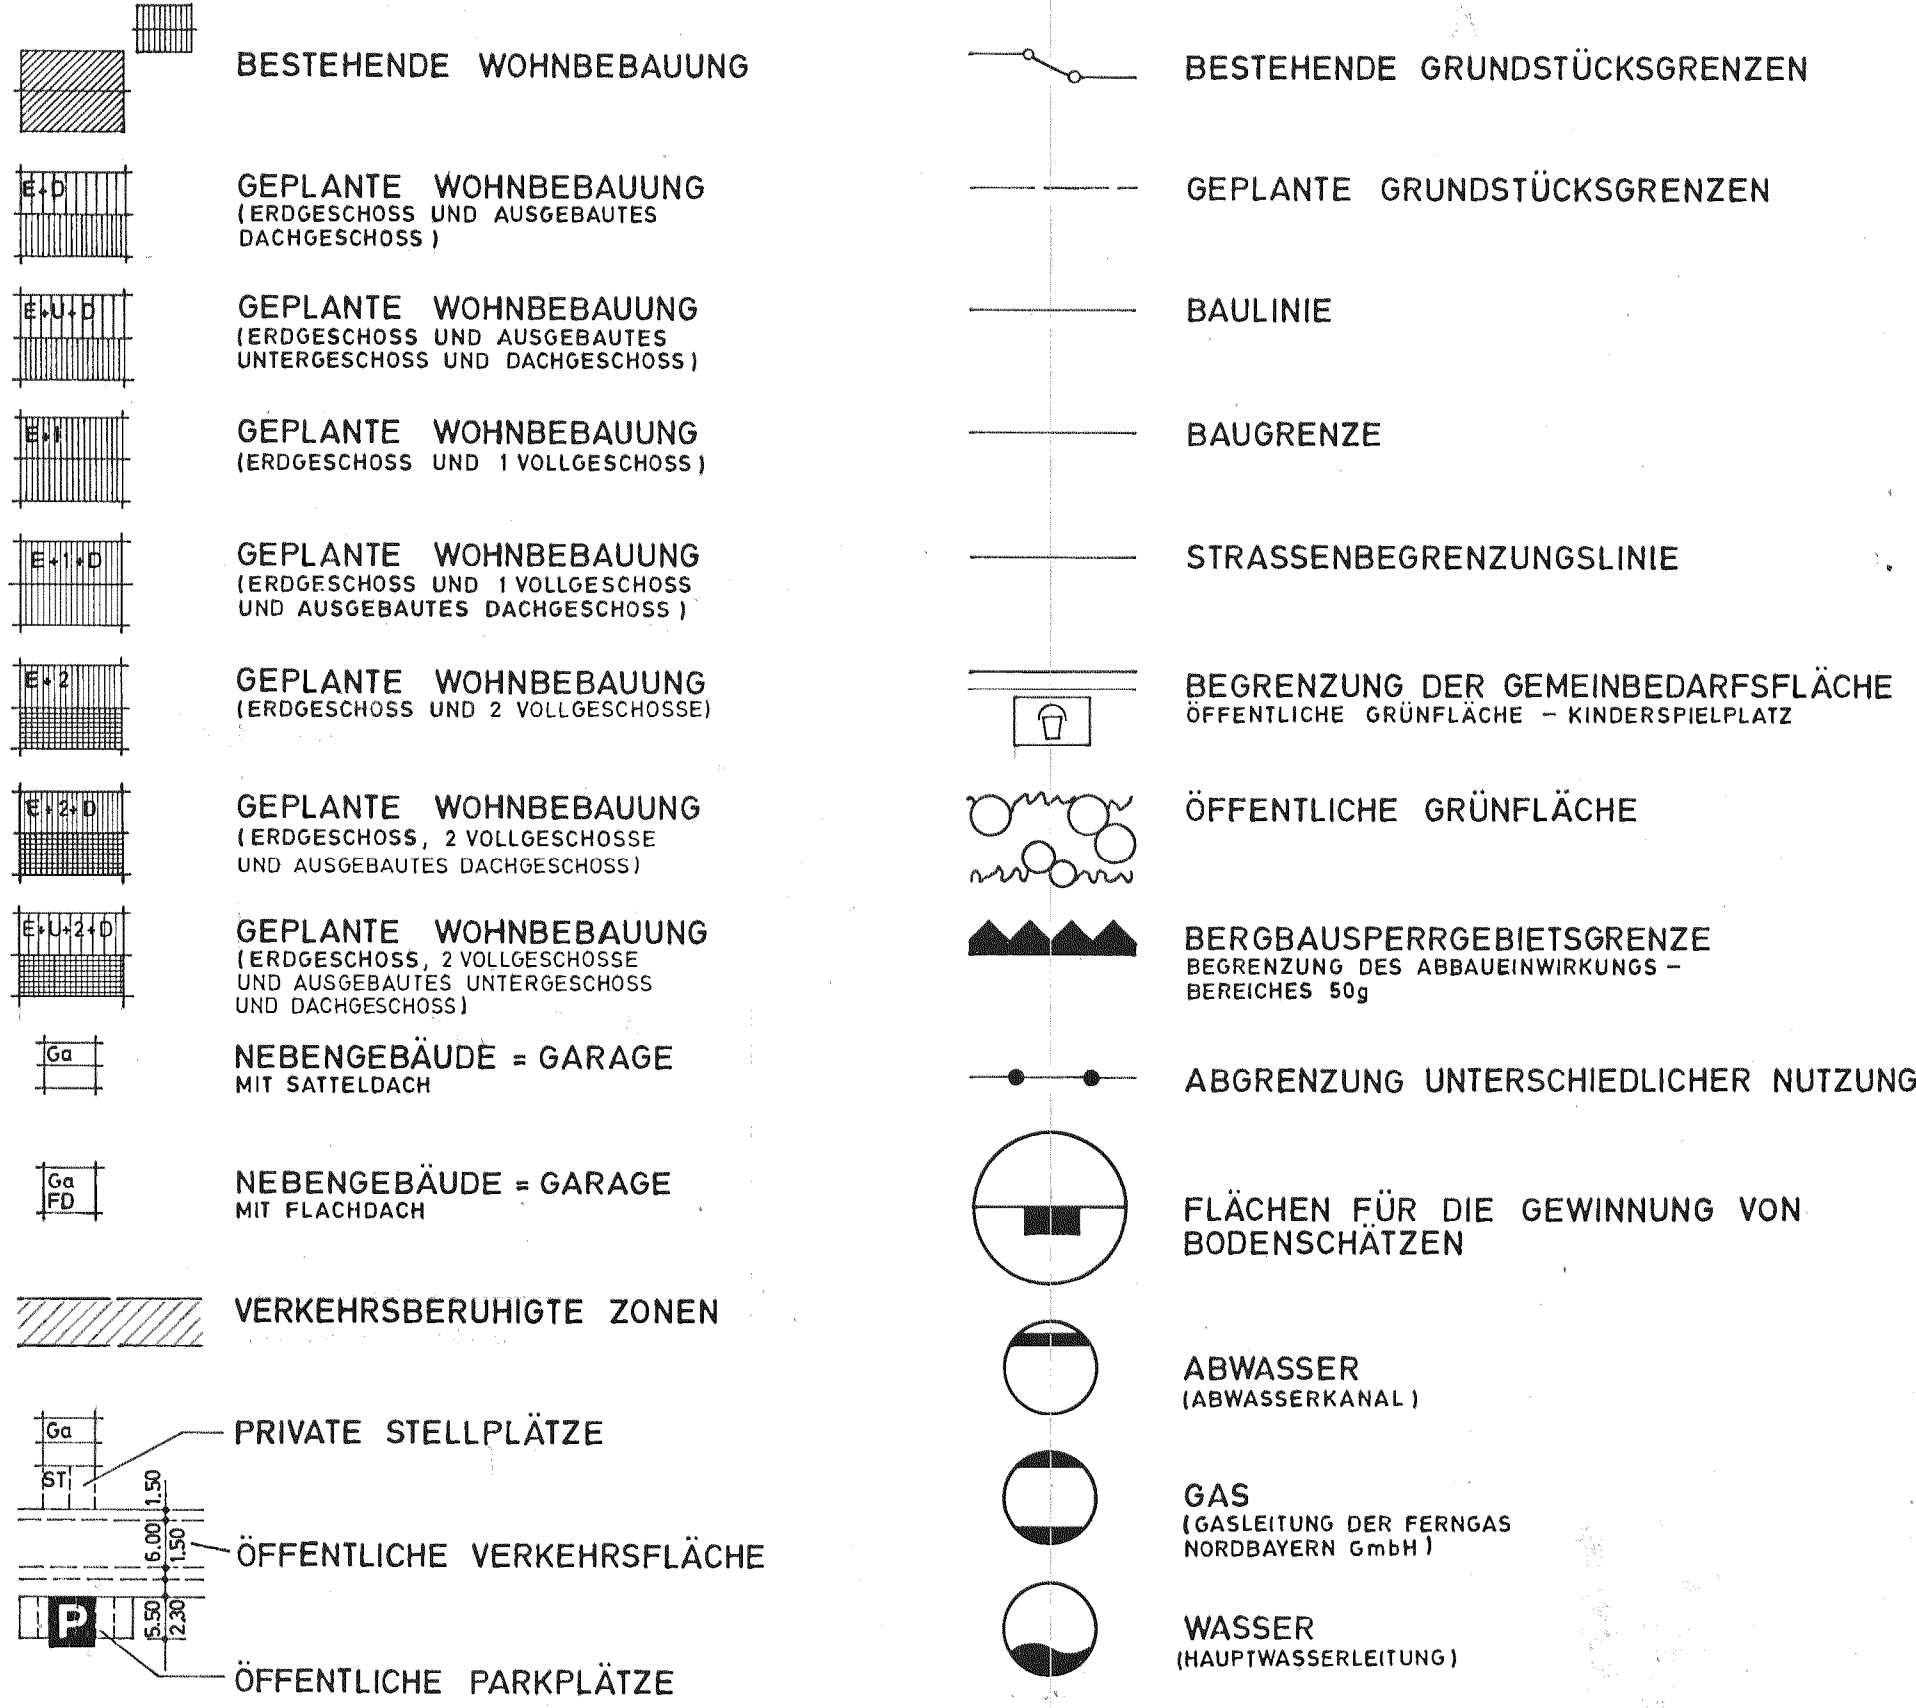 BESTEHENDE WOHNBEBAUUNG
E+D
GEPLANTE WOHNBEBAUUNG
(ERDGESCHOSS UND AUSGEBAUTES
DACHGESCHOSS)
E+U+D
GEPLANTE WOHNBEBAUUNG
(ERDGESCHOSS UND AUSGEBAUTES
UNTERGESCHOSS UND DACHGESCHOSS)
E+1
GEPLANTE WOHNBEBAUUNG
(ERDGESCHOSS UND 1 VOLLGESCHOSS)
E+1+D
GEPLANTE WOHNBEBAUUNG
(ERDGESCHOSS UND 1 VOLLGESCHOSS
UND AUSGEBAUTES DACHGESCHOSS)
E+2
GEPLANTE WOHNBEBAUUNG
(ERDGESCHOSS UND 2 VOLLGESCHOSSE)
E+2+D
GEPLANTE WOHNBEBAUUNG
(ERDGESCHOSS, 2 VOLLGESCHOSSE
UND AUSGEBAUTES DACHGESCHOSS)
E+U+2+D
GEPLANTE WOHNBEBAUUNG
(ERDGESCHOSS, 2 VOLLGESCHOSSE
UND AUSGEBAUTES UNTERGESCHOSS
UND DACHGESCHOSS)
Ga
NEBENGEBÄUDE = GARAGE
MIT SATTELDACH
Ga
FD
NEBENGEBÄUDE = GARAGE
MIT FLACHDACH
VERKEHRSBERUHIGTE ZONEN
Ga
ST
PRIVATE STELLPLÄTZE
1.50
6.00
1.50
ÖFFENTLICHE VERKEHRSFLÄCHE
P
5.50
2.30
ÖFFENTLICHE PARKPLÄTZE
BESTEHENDE GRUNDSTÜCKSGRENZEN
GEPLANTE GRUNDSTÜCKSGRENZEN
BAULINIE
BAUGRENZE
STRASSENBEGRENZUNGSLINIE
BEGRENZUNG DER GEMEINBEDARFSFLÄCHE
ÖFFENTLICHE GRÜNFLÄCHE – KINDERSPIELPLATZ
ÖFFENTLICHE GRÜNFLÄCHE
BERGBAUSPERRGEBIETSGRENZE
BEGRENZUNG DES ABBAUEINWIRKUNGS –
BEREICHES 50g
ABGRENZUNG UNTERSCHIEDLICHER NUTZUNG
FLÄCHEN FÜR DIE GEWINNUNG VON
BODENSCHÄTZEN
ABWASSER
(ABWASSERKANAL)
GAS
(GASLEITUNG DER FERNGAS
NORDBAYERN GmbH)
WASSER
(HAUPTWASSERLEITUNG)